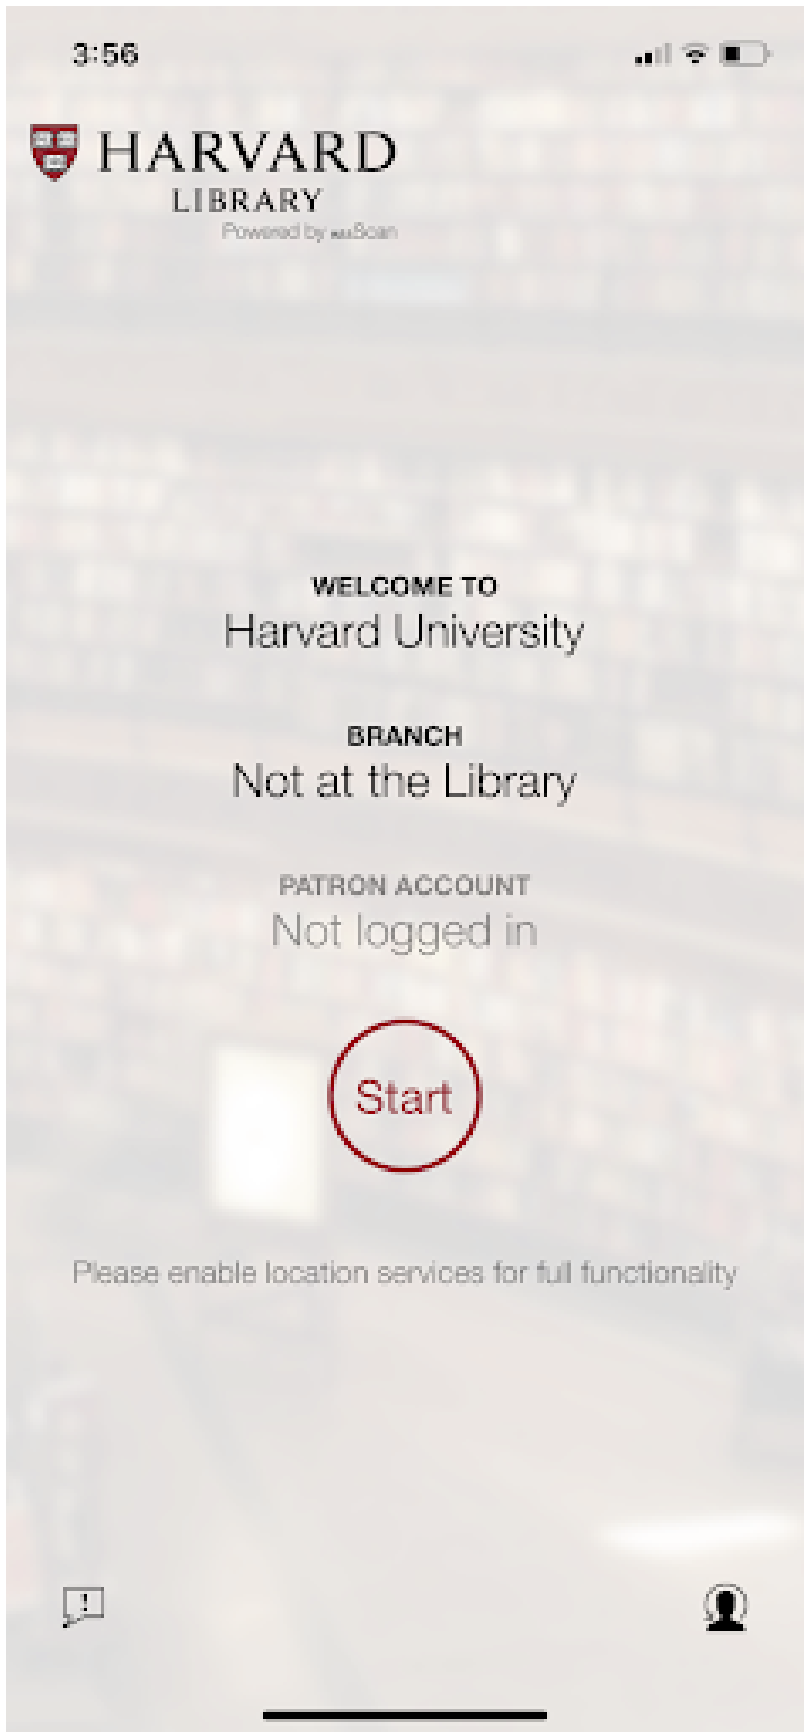 3:56
HARVARD
LIBRARY
Powered by Scan
WELCOME TO
Harvard University
BRANCH
Not at the Library
PATRON ACCOUNT
Not logged in
Start
Please enable location services for full functionality
!